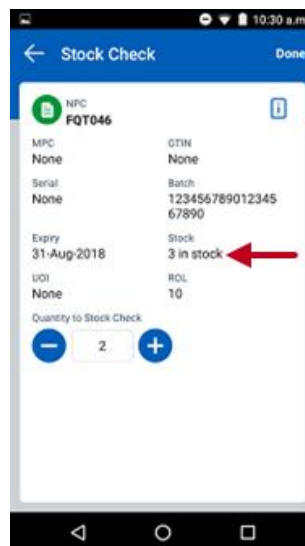 10:30 a.m
Stock Check
Done
NPC
FQT046
MPC
GTIN
None
None
Serial
Batch
None
123456789012345
67890
Expiry
Stock
31-Aug-2018
3 in stock
UOI
ROL
None
10
Quantity to Stock Check
2